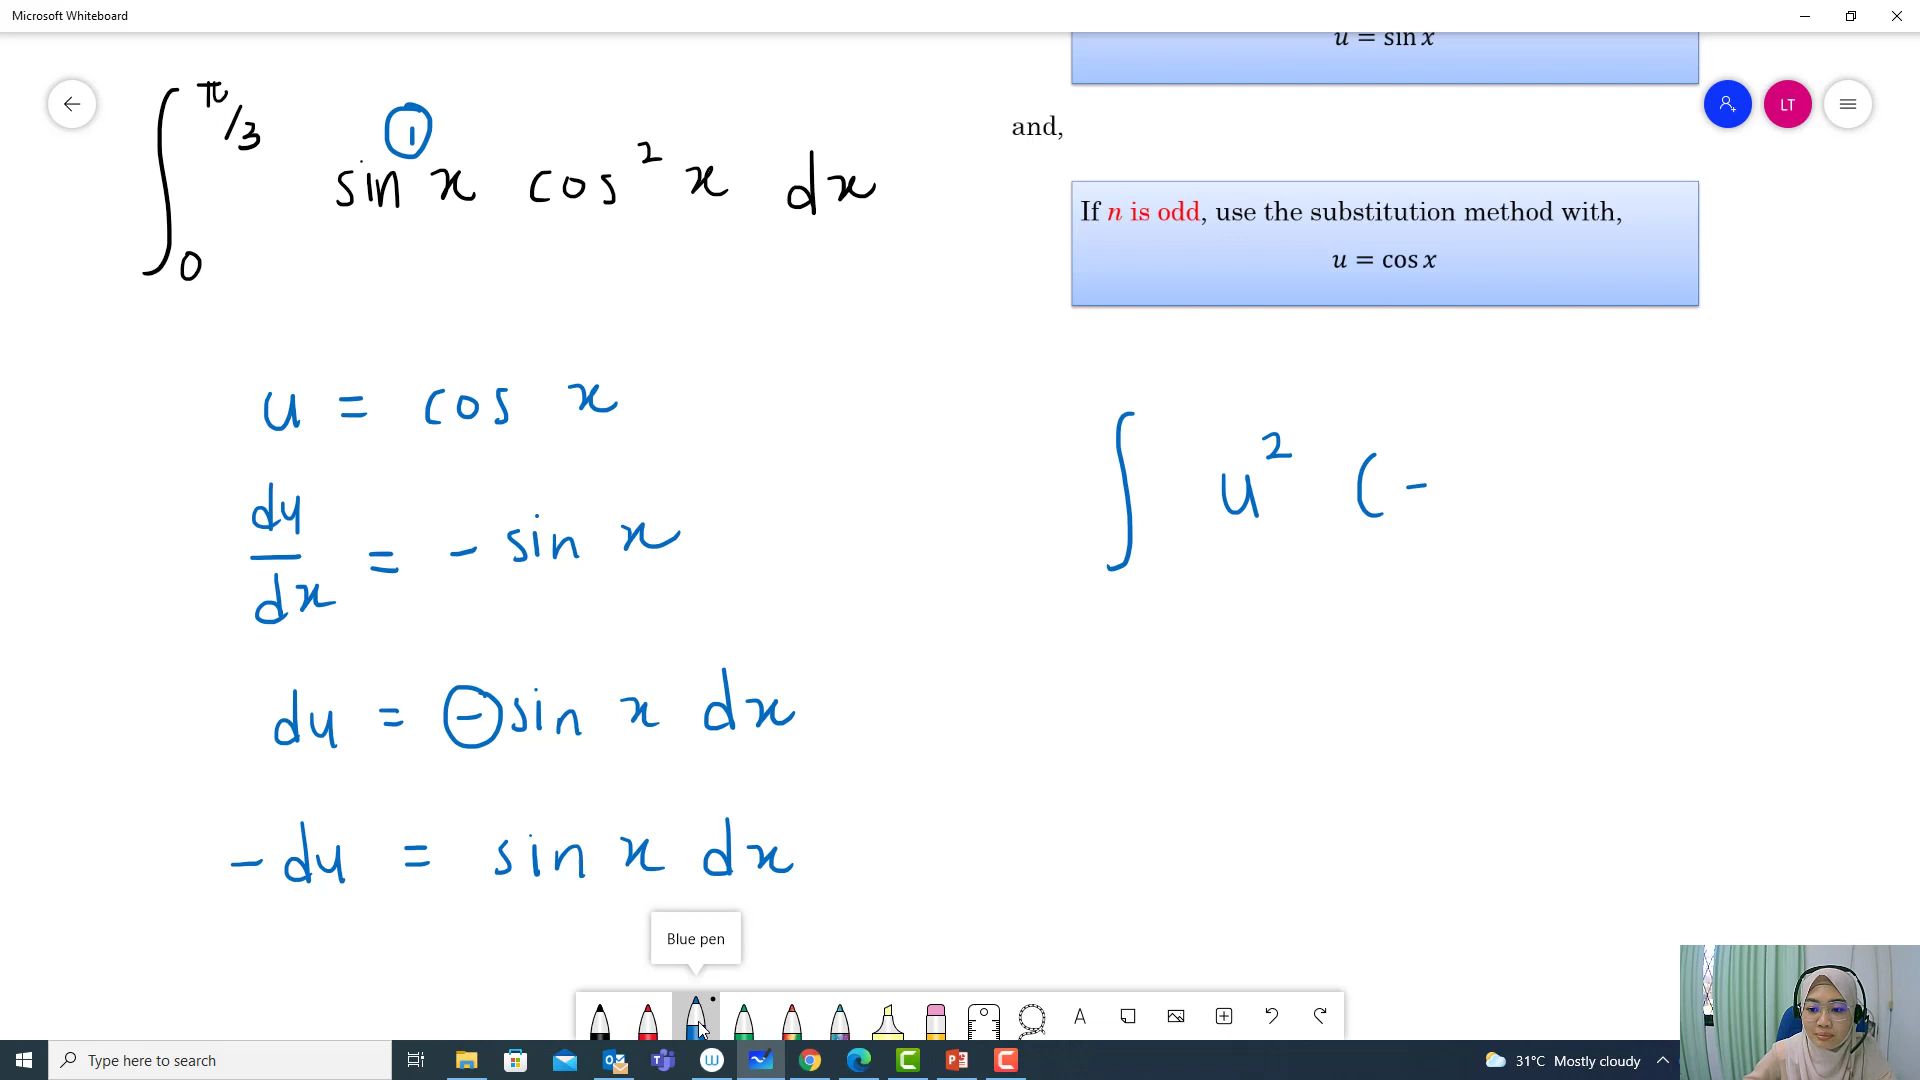 Microsoft Whiteboard
u = sin x
and,
LT
∫₀^{π/3} sin^① x cos² x dx
If n is odd, use the substitution method with,
u = cos x
u = cos x
du/dx = - sin x
∫ u² ( -
du = - sin x dx
- du = sin x dx
Blue pen
A
Type here to search
31°C Mostly cloudy